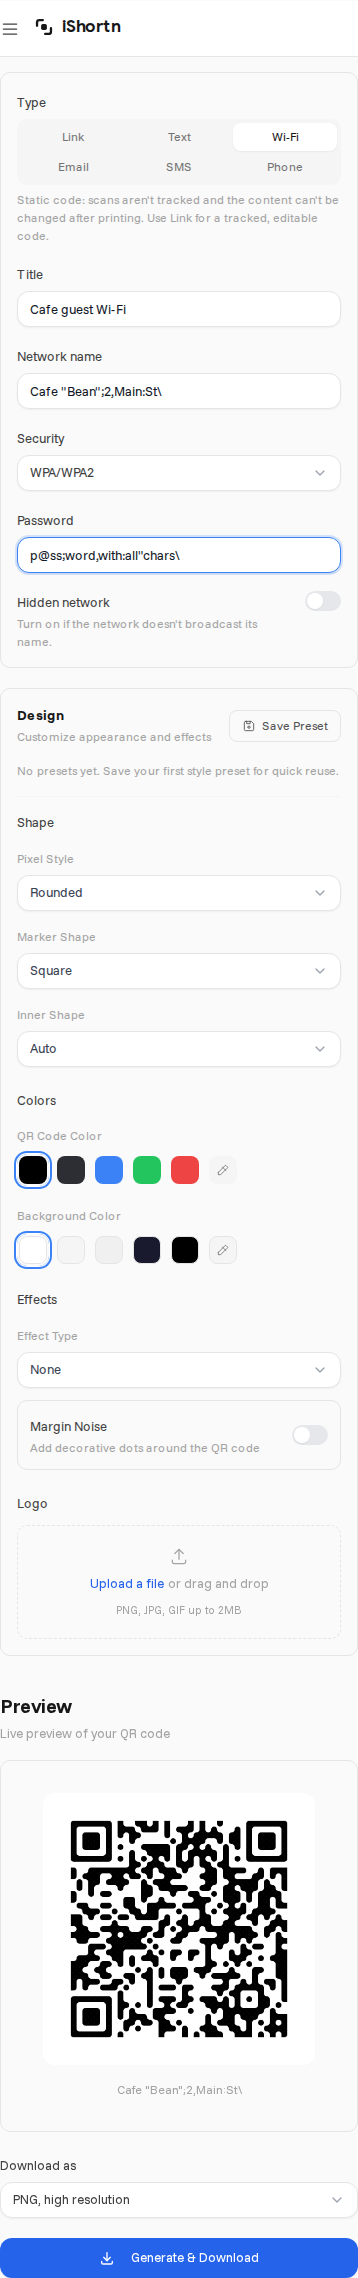 iShortn
Type
Link Text Wi-Fi
Email SMS Phone
Static code: scans aren't tracked and the content can't be
changed after printing. Use Link for a tracked, editable
code.
Title
Cafe guest Wi-Fi
Network name
Cafe "Bean";2,Main:St\
Security
WPA/WPA2
Password
p@ss;word,with:all"chars\
Hidden network
Turn on if the network doesn't broadcast its
name.
Design
Customize appearance and effects
Save Preset
No presets yet. Save your first style preset for quick reuse.
Shape
Pixel Style
Rounded
Marker Shape
Square
Inner Shape
Auto
Colors
QR Code Color
Background Color
Effects
Effect Type
None
Margin Noise
Add decorative dots around the QR code
Logo
Upload a file or drag and drop
PNG, JPG, GIF up to 2MB
Preview
Live preview of your QR code
Cafe "Bean";2,Main:St\
Download as
PNG, high resolution
Generate & Download